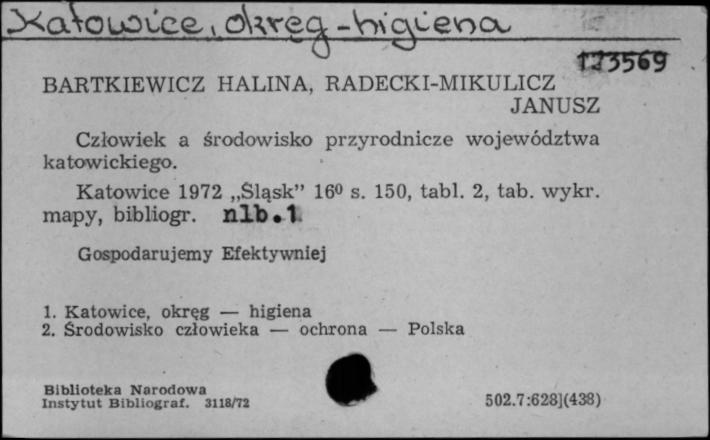 Katowice, okręg - higiena
123569
BARTKIEWICZ HALINA, RADECKI-MIKULICZ
JANUSZ
Człowiek a środowisko przyrodnicze województwa
katowickiego.
Katowice 1972 „Śląsk” 16⁰ s. 150, tabl. 2, tab. wykr.
mapy, bibliogr. nlb.1.
Gospodarujemy Efektywniej
1. Katowice, okręg — higiena
2. Środowisko człowieka — ochrona — Polska
Biblioteka Narodowa
Instytut Bibliograf. 3118/72
502.7:628](438)